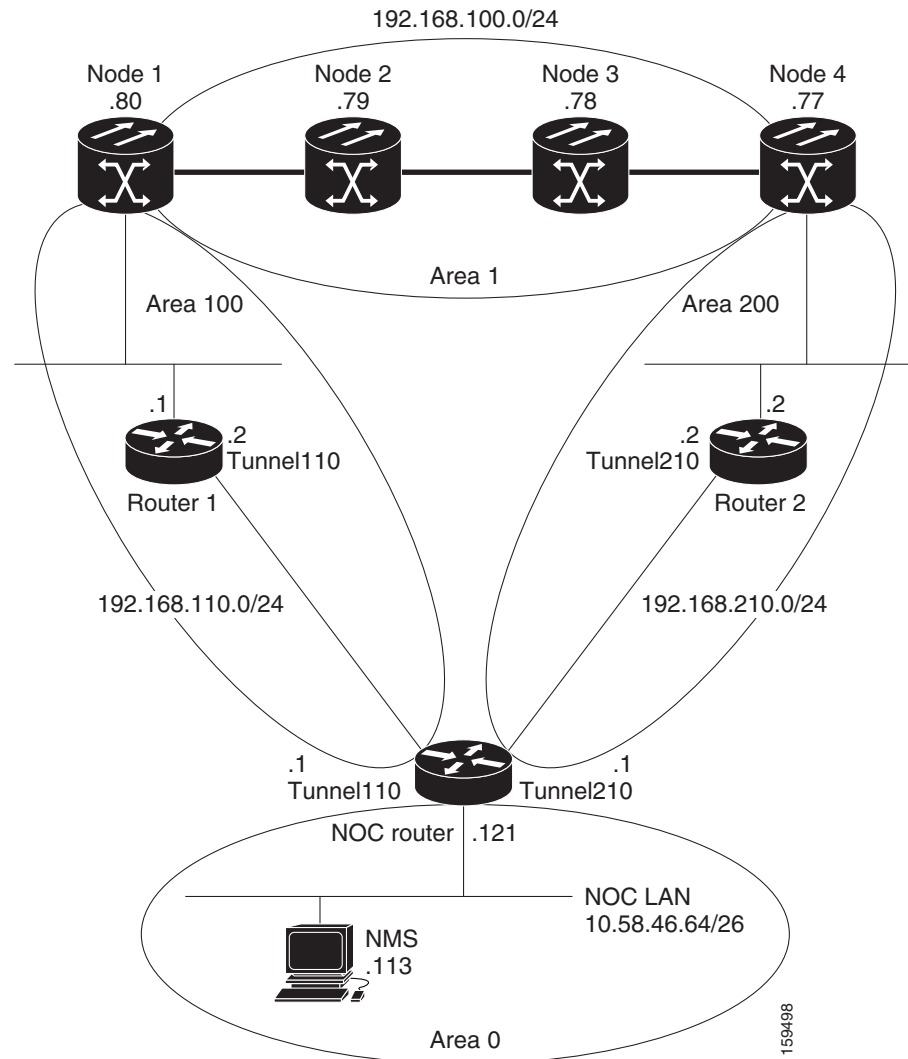 192.168.100.0/24
Node 1
.80
Node 2
.79
Node 3
.78
Node 4
.77
Area 1
Area 100
Area 200
.1
.2
Tunnel110
Router 1
.2
.2
Tunnel210
Router 2
192.168.110.0/24
192.168.210.0/24
.1
Tunnel110
.1
Tunnel210
NOC router
.121
NOC LAN
10.58.46.64/26
NMS
.113
Area 0
159498